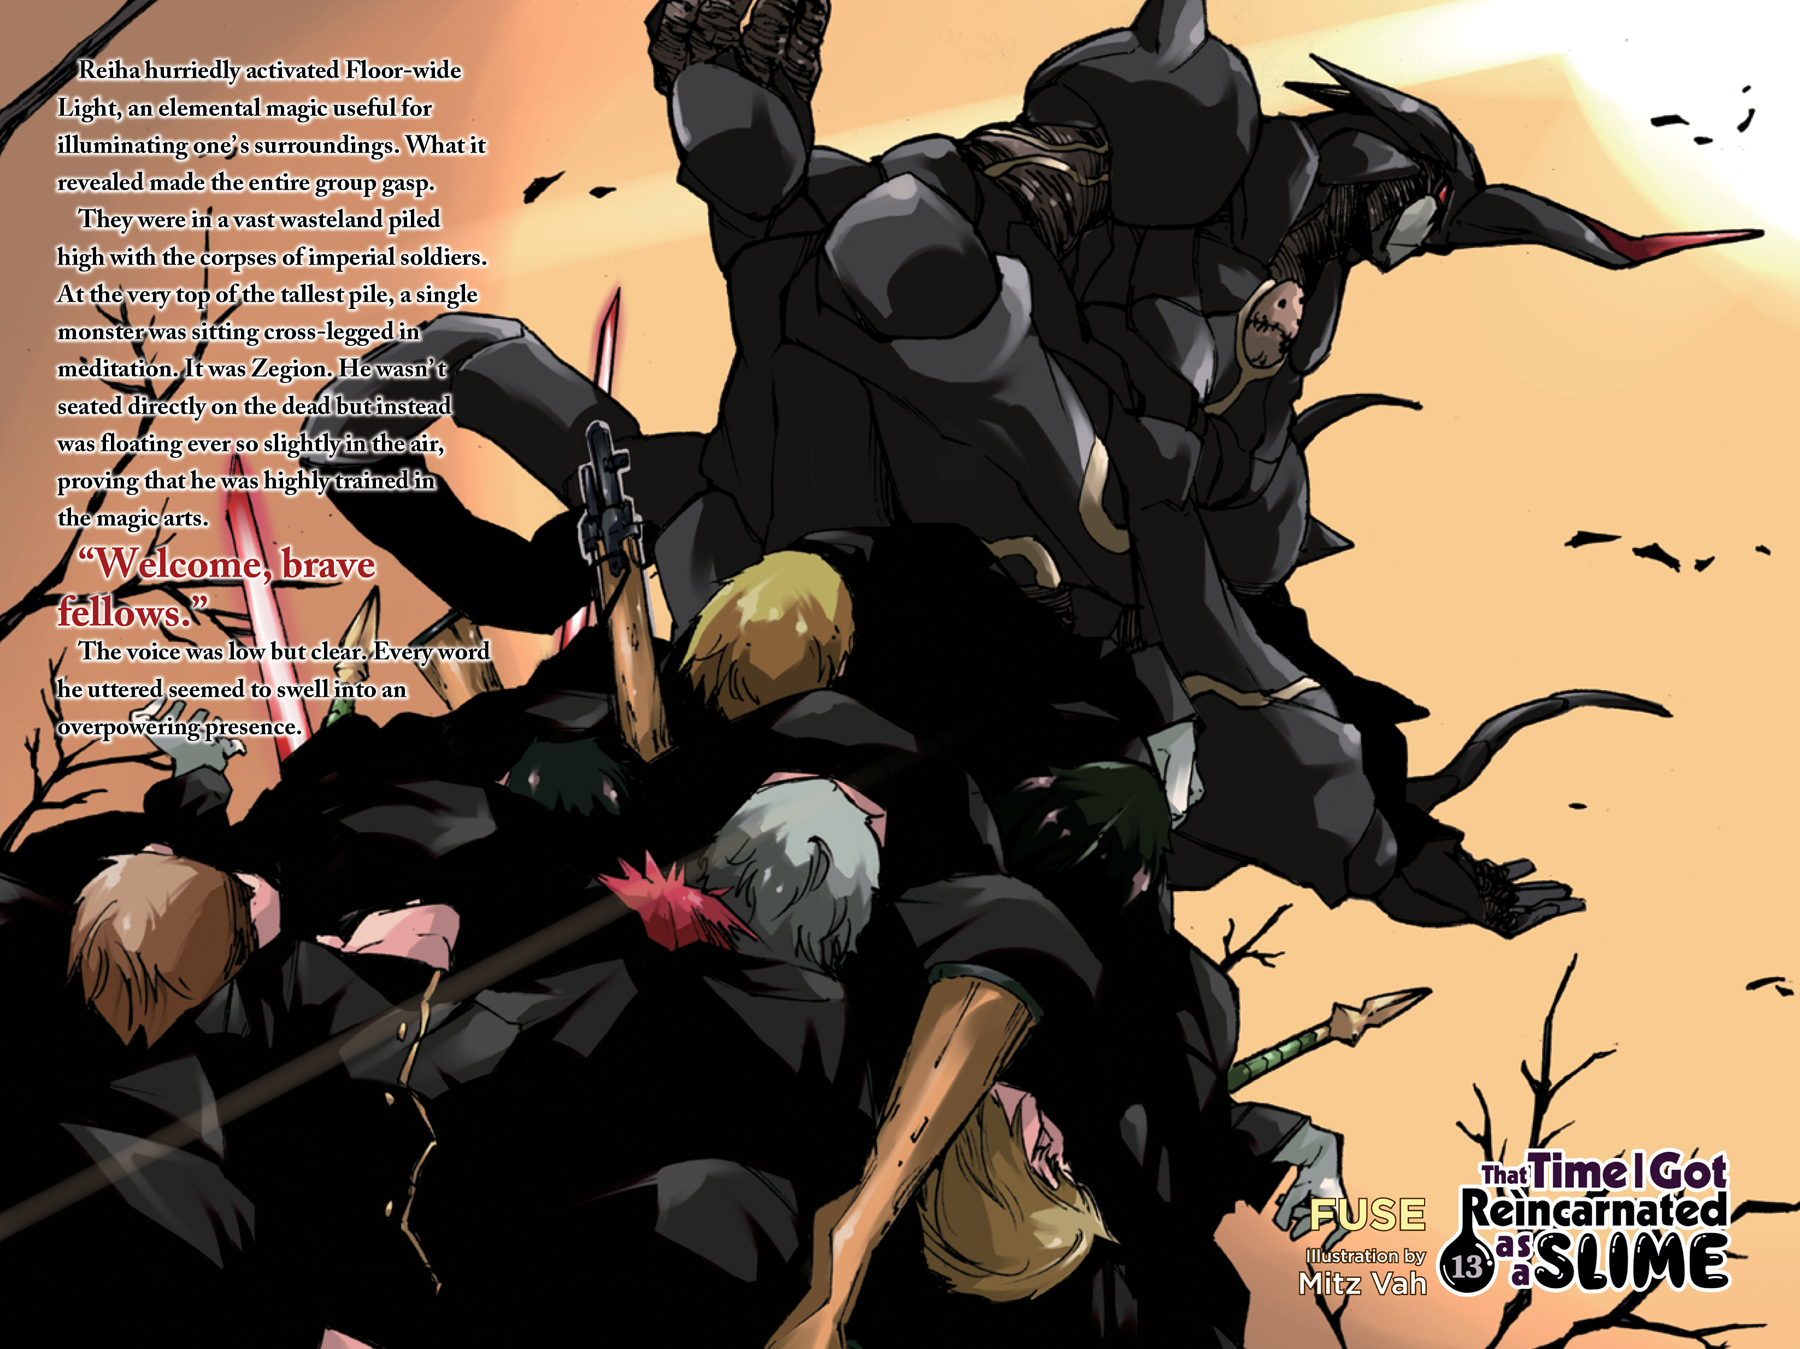 Reiha hurriedly activated Floor-wide
Light, an elemental magic useful for
illuminating one's surroundings. What it
revealed made the entire group gasp.
They were in a vast wasteland piled
high with the corpses of imperial soldiers.
At the very top of the tallest pile, a single
monster was sitting cross-legged in
meditation. It was Zegion. He wasn't
seated directly on the dead but instead
was floating ever so slightly in the air,
proving that he was highly trained in
the magic arts.
“Welcome, brave
fellows.”
The voice was low but clear. Every word
he uttered seemed to swell into an
overpowering presence.
FUSE
Illustration by
Mitz Vah
That Time I Got
Reincarnated
as
a SLIME
13